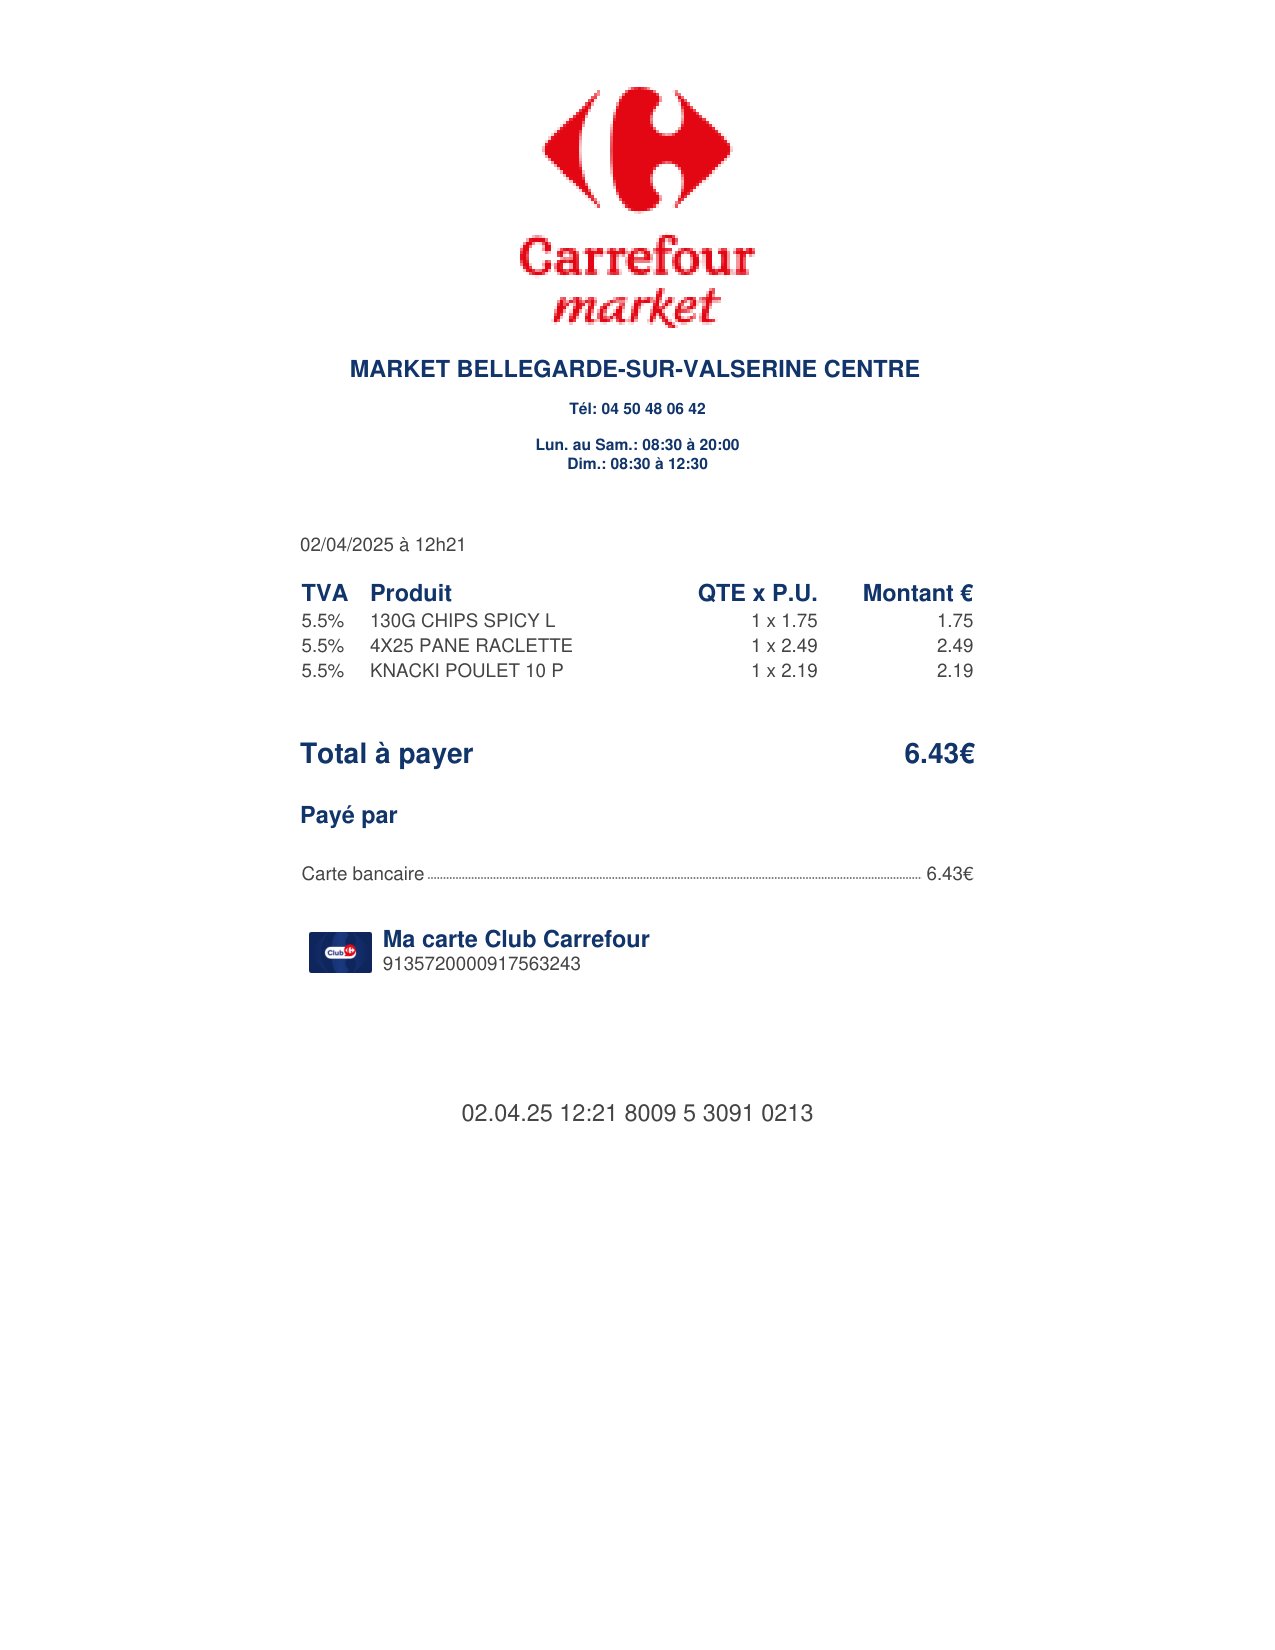 Carrefour
market
MARKET BELLEGARDE-SUR-VALSERINE CENTRE
Tél: 04 50 48 06 42
Lun. au Sam.: 08:30 à 20:00
Dim.: 08:30 à 12:30
02/04/2025 à 12h21
TVA Produit QTE x P.U. Montant €
5.5% 130G CHIPS SPICY L 1 x 1.75 1.75
5.5% 4X25 PANE RACLETTE 1 x 2.49 2.49
5.5% KNACKI POULET 10 P 1 x 2.19 2.19
Total à payer 6.43€
Payé par
Carte bancaire 6.43€
Club
Ma carte Club Carrefour
9135720000917563243
02.04.25 12:21 8009 5 3091 0213